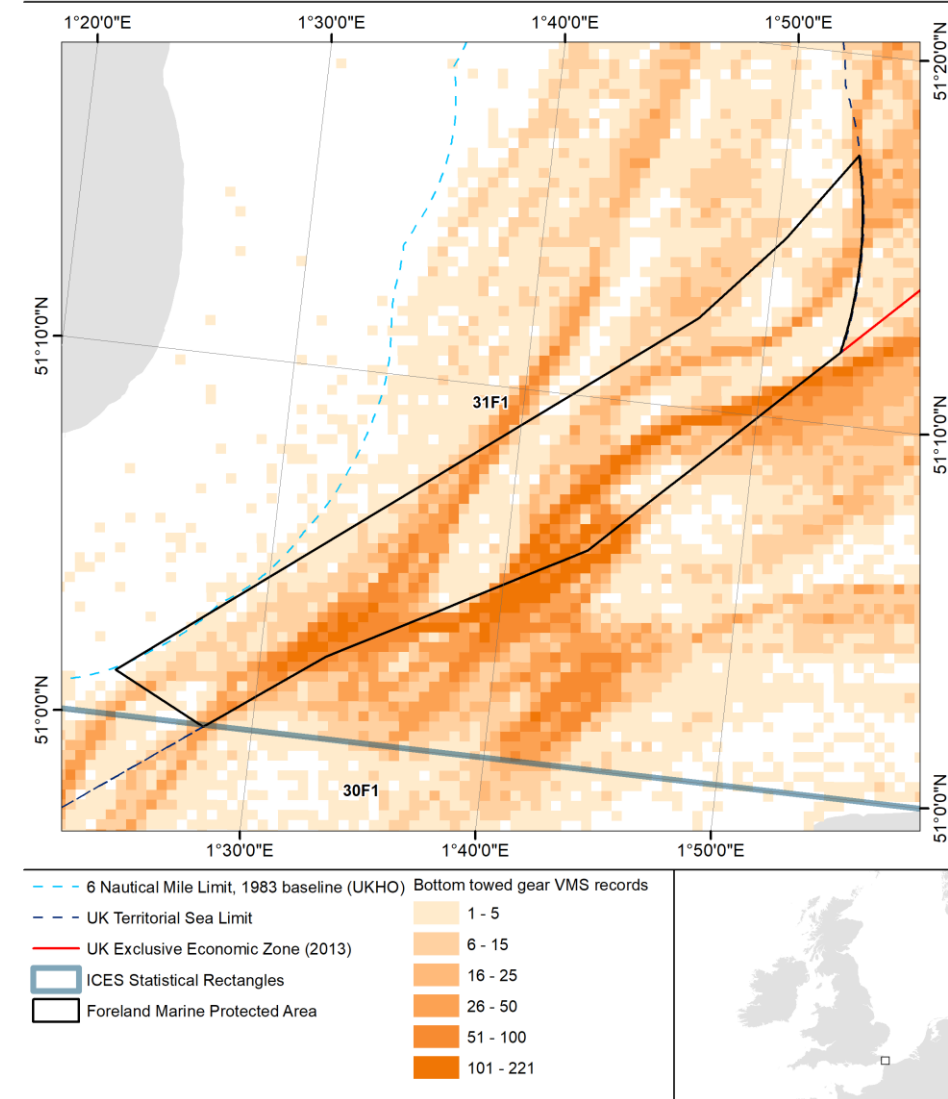 1°20'0"E 1°30'0"E 1°40'0"E 1°50'0"E
51°20'0"N
51°10'0"N
31F1
51°10'0"N
51°0'0"N
30F1
51°0'0"N
1°30'0"E 1°40'0"E 1°50'0"E
6 Nautical Mile Limit, 1983 baseline (UKHO)
UK Territorial Sea Limit
UK Exclusive Economic Zone (2013)
ICES Statistical Rectangles
Foreland Marine Protected Area
Bottom towed gear VMS records
1 - 5
6 - 15
16 - 25
26 - 50
51 - 100
101 - 221